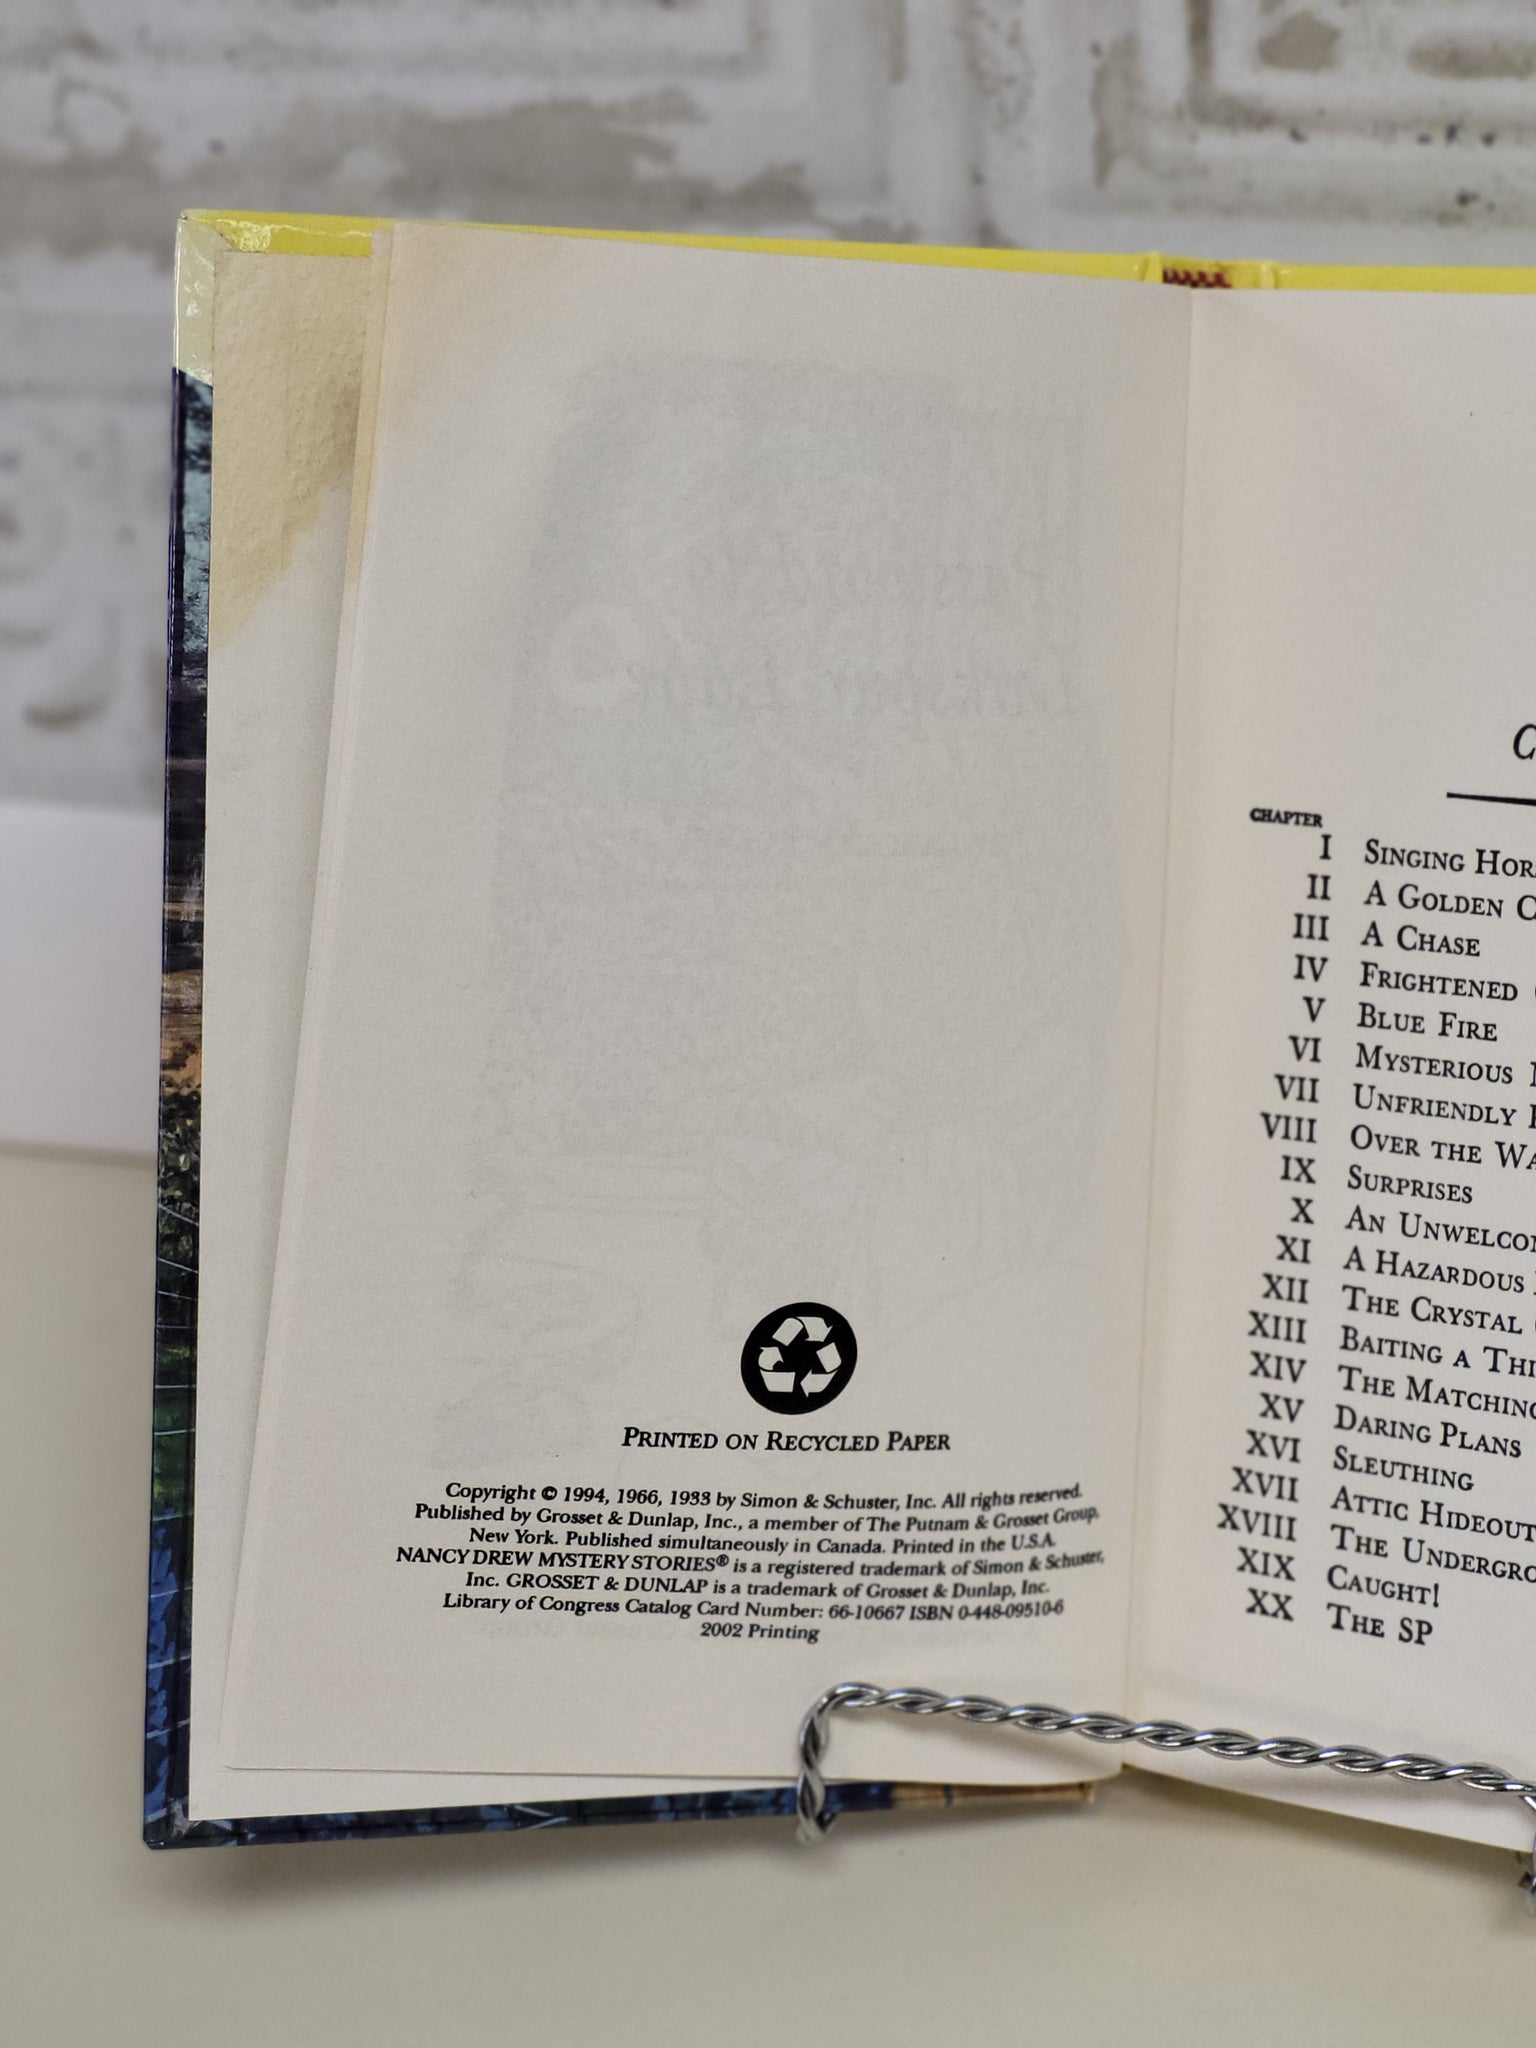 PRINTED ON RECYCLED PAPER
Copyright © 1994, 1966, 1933 by Simon & Schuster, Inc. All rights reserved.
Published by Grosset & Dunlap, Inc., a member of The Putnam & Grosset Group,
New York. Published simultaneously in Canada. Printed in the U.S.A.
NANCY DREW MYSTERY STORIES® is a registered trademark of Simon & Schuster,
Inc. GROSSET & DUNLAP is a trademark of Grosset & Dunlap, Inc.
Library of Congress Catalog Card Number: 66-10667 ISBN 0-448-09510-6
2002 Printing
CHAPTER
I SINGING
II A GOLDEN
III A CHASE
IV FRIGHTENED
V BLUE FIRE
VI MYSTERIOUS
VII UNFRIENDLY
VIII OVER THE
IX SURPRISES
X AN
XI A HAZARDOUS
XII THE CRYSTAL
XIII BAITING A
XIV THE MATCHING
XV DARING PLANS
XVI SLEUTHING
XVII ATTIC HIDEOUT
XVIII THE
XIX CAUGHT!
XX THE SP